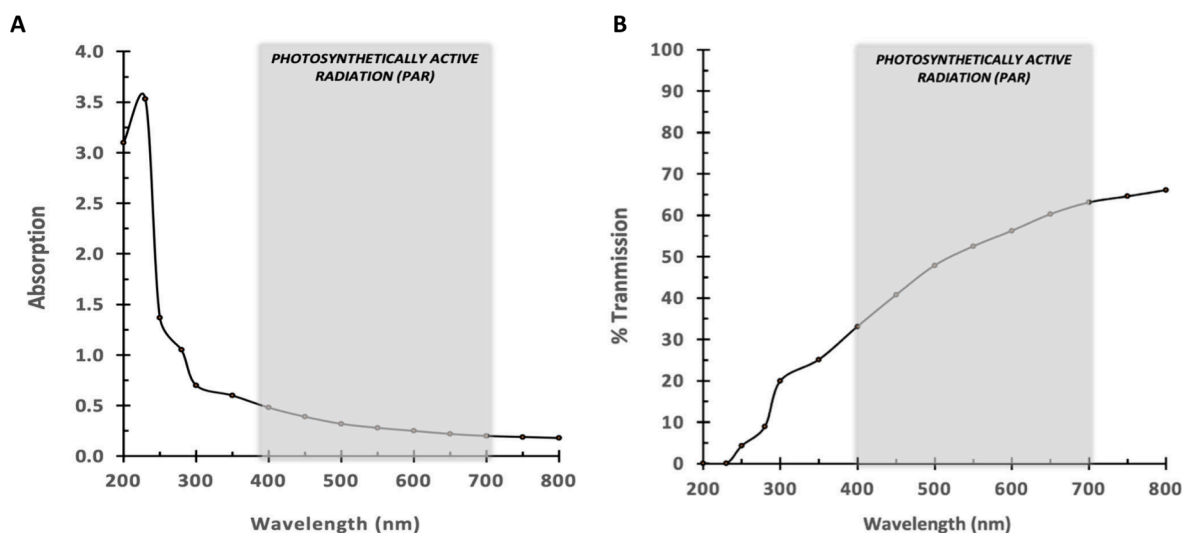 A
PHOTOSYNTHETICALLY ACTIVE
RADIATION (PAR)
4.0
3.5
3.0
2.5
2.0
1.5
1.0
0.5
0.0
Absorption
200 300 400 500 600 700 800
Wavelength (nm)
B
PHOTOSYNTHETICALLY ACTIVE
RADIATION (PAR)
100
90
80
70
60
50
40
30
20
10
0
% Tranmission
200 300 400 500 600 700 800
Wavelength (nm)